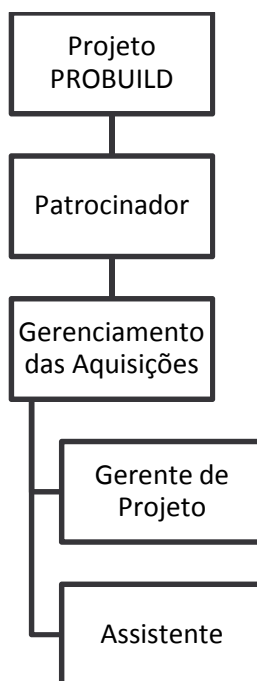 Projeto
PROBUILD
Patrocinador
Gerenciamento
das Aquisições
Gerente de
Projeto
Assistente